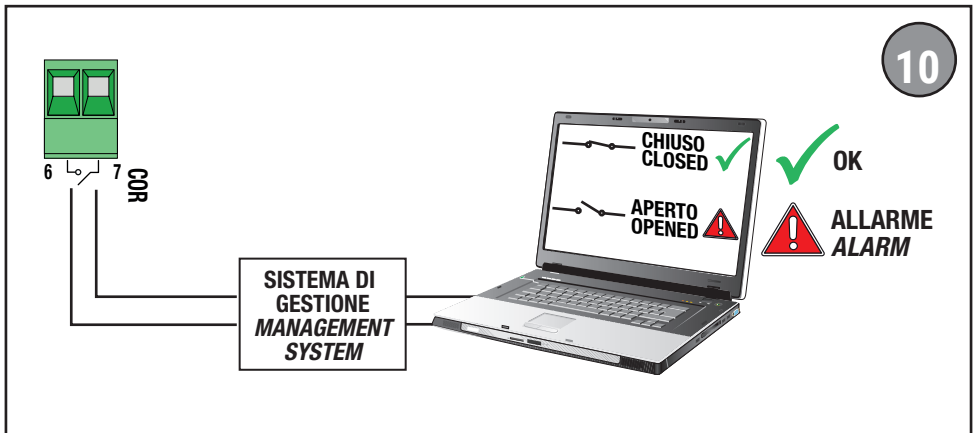 10
6
7
COR
CHIUSO
CLOSED
APERTO
OPENED
OK
ALLARME
ALARM
SISTEMA DI
GESTIONE
MANAGEMENT
SYSTEM